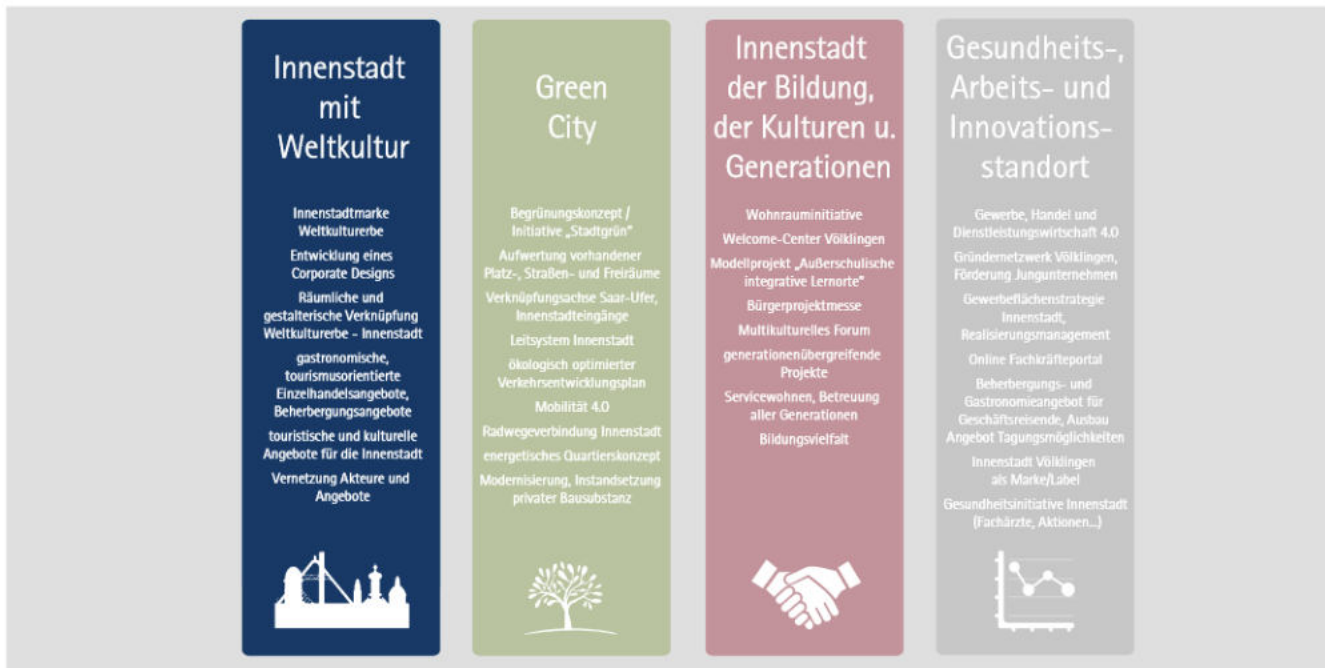 Innenstadt
mit
Weltkultur
Innenstadtmarke
Weltkulturerbe
Entwicklung eines
Corporate Designs
Räumliche und
gestalterische Verknüpfung
Weltkulturerbe - Innenstadt
gastronomische,
tourismusorientierte
Einzelhandelsangebote,
Beherbergungsangebote
touristische und kulturelle
Angebote für die Innenstadt
Vernetzung Akteure und
Angebote
Green
City
Begrünungskonzept /
Initiative „Stadtgrün"
Aufwertung vorhandener
Platz-, Straßen- und Freiräume
Verknüpfungsachse Saar-Ufer,
Innenstadteingänge
Leitsystem Innenstadt
ökologisch optimierter
Verkehrsentwicklungsplan
Mobilität 4.0
Radwegeverbindung Innenstadt
energetisches Quartierskonzept
Modernisierung, Instandsetzung
privater Bausubstanz
Innenstadt
der Bildung,
der Kulturen u.
Generationen
Wohnrauminitiative
Welcome-Center Völklingen
Modellprojekt „Außerschulische
integrative Lernorte"
Bürgerprojektmesse
Multikulturelles Forum
generationenübergreifende
Projekte
Servicewohnen, Betreuung
aller Generationen
Bildungsvielfalt
Gesundheits-,
Arbeits- und
Innovations-
standort
Gewerbe, Handel und
Dienstleistungswirtschaft 4.0
Gründernetzwerk Völklingen,
Förderung Jungunternehmen
Gewerbeflächenstrategie
Innenstadt,
Realisierungsmanagement
Online Fachkräfteportal
Beherbergungs- und
Gastronomieangebot für
Geschäftsreisende, Ausbau
Angebot Tagungsmöglichkeiten
Innenstadt Völklingen
als Marke/Label
Gesundheitsinitiative Innenstadt
(Fachärzte, Aktionen...)